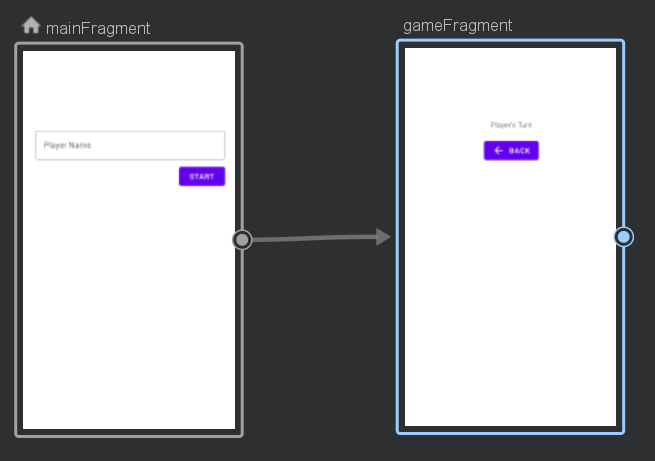 mainFragment
Player Name
START
gameFragment
Player's Turn
BACK